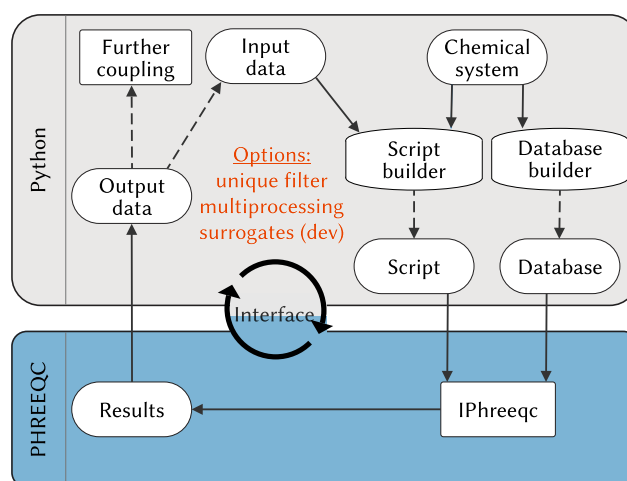 Python
Further
coupling
Input
data
Chemical
system
Options:
unique filter
multiprocessing
surrogates (dev)
Script
builder
Database
builder
Output
data
Script
Database
Interface
PHREEQC
Results
IPhreeqc